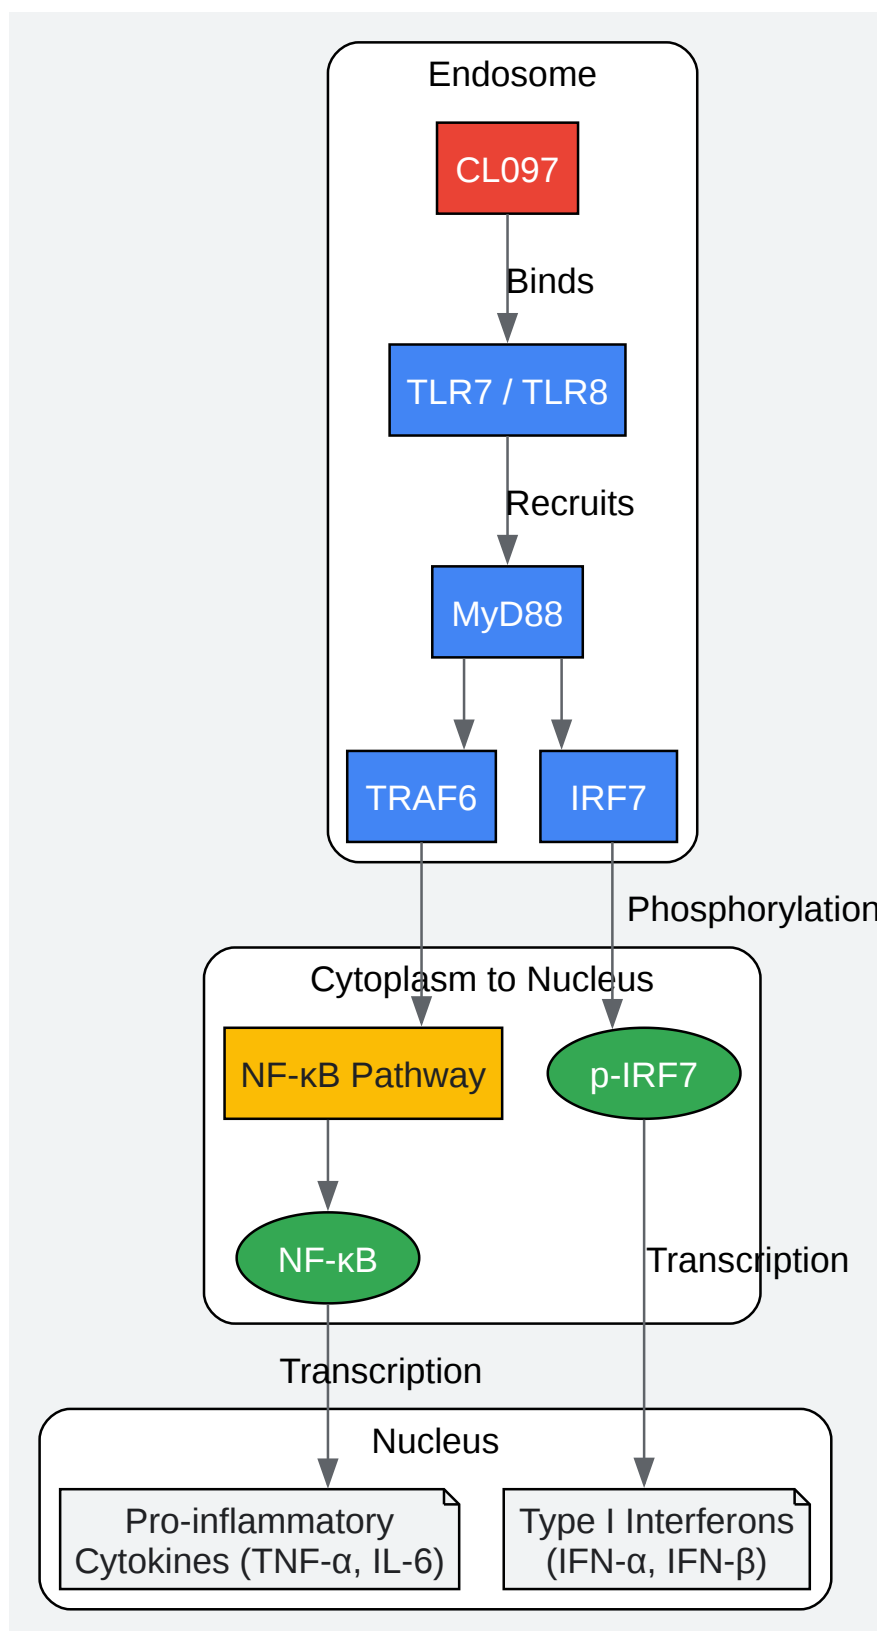 Endosome
CL097
Binds
TLR7 / TLR8
Recruits
MyD88
TRAF6
IRF7
Phosphorylation
Cytoplasm to Nucleus
NF-κB Pathway
p-IRF7
NF-κB
Transcription
Transcription
Nucleus
Pro-inflammatory
Cytokines (TNF-α, IL-6)
Type I Interferons
(IFN-α, IFN-β)